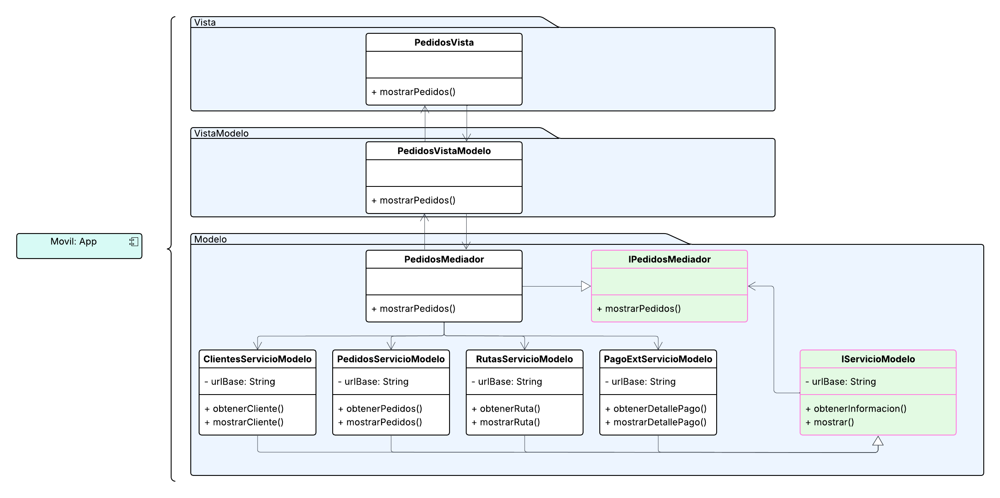 Vista
PedidosVista
+ mostrarPedidos()
VistaModelo
PedidosVistaModelo
+ mostrarPedidos()
Movil: App
Modelo
PedidosMediador
+ mostrarPedidos()
IPedidosMediador
+ mostrarPedidos()
ClientesServicioModelo
- urlBase: String
+ obtenerCliente()
+ mostrarCliente()
PedidosServicioModelo
- urlBase: String
+ obtenerPedidos()
+ mostrarPedidos()
RutasServicioModelo
- urlBase: String
+ obtenerRuta()
+ mostrarRuta()
PagoExtServicioModelo
- urlBase: String
+ obtenerDetallePago()
+ mostrarDetallePago()
IServicioModelo
- urlBase: String
+ obtenerInformacion()
+ mostrar()